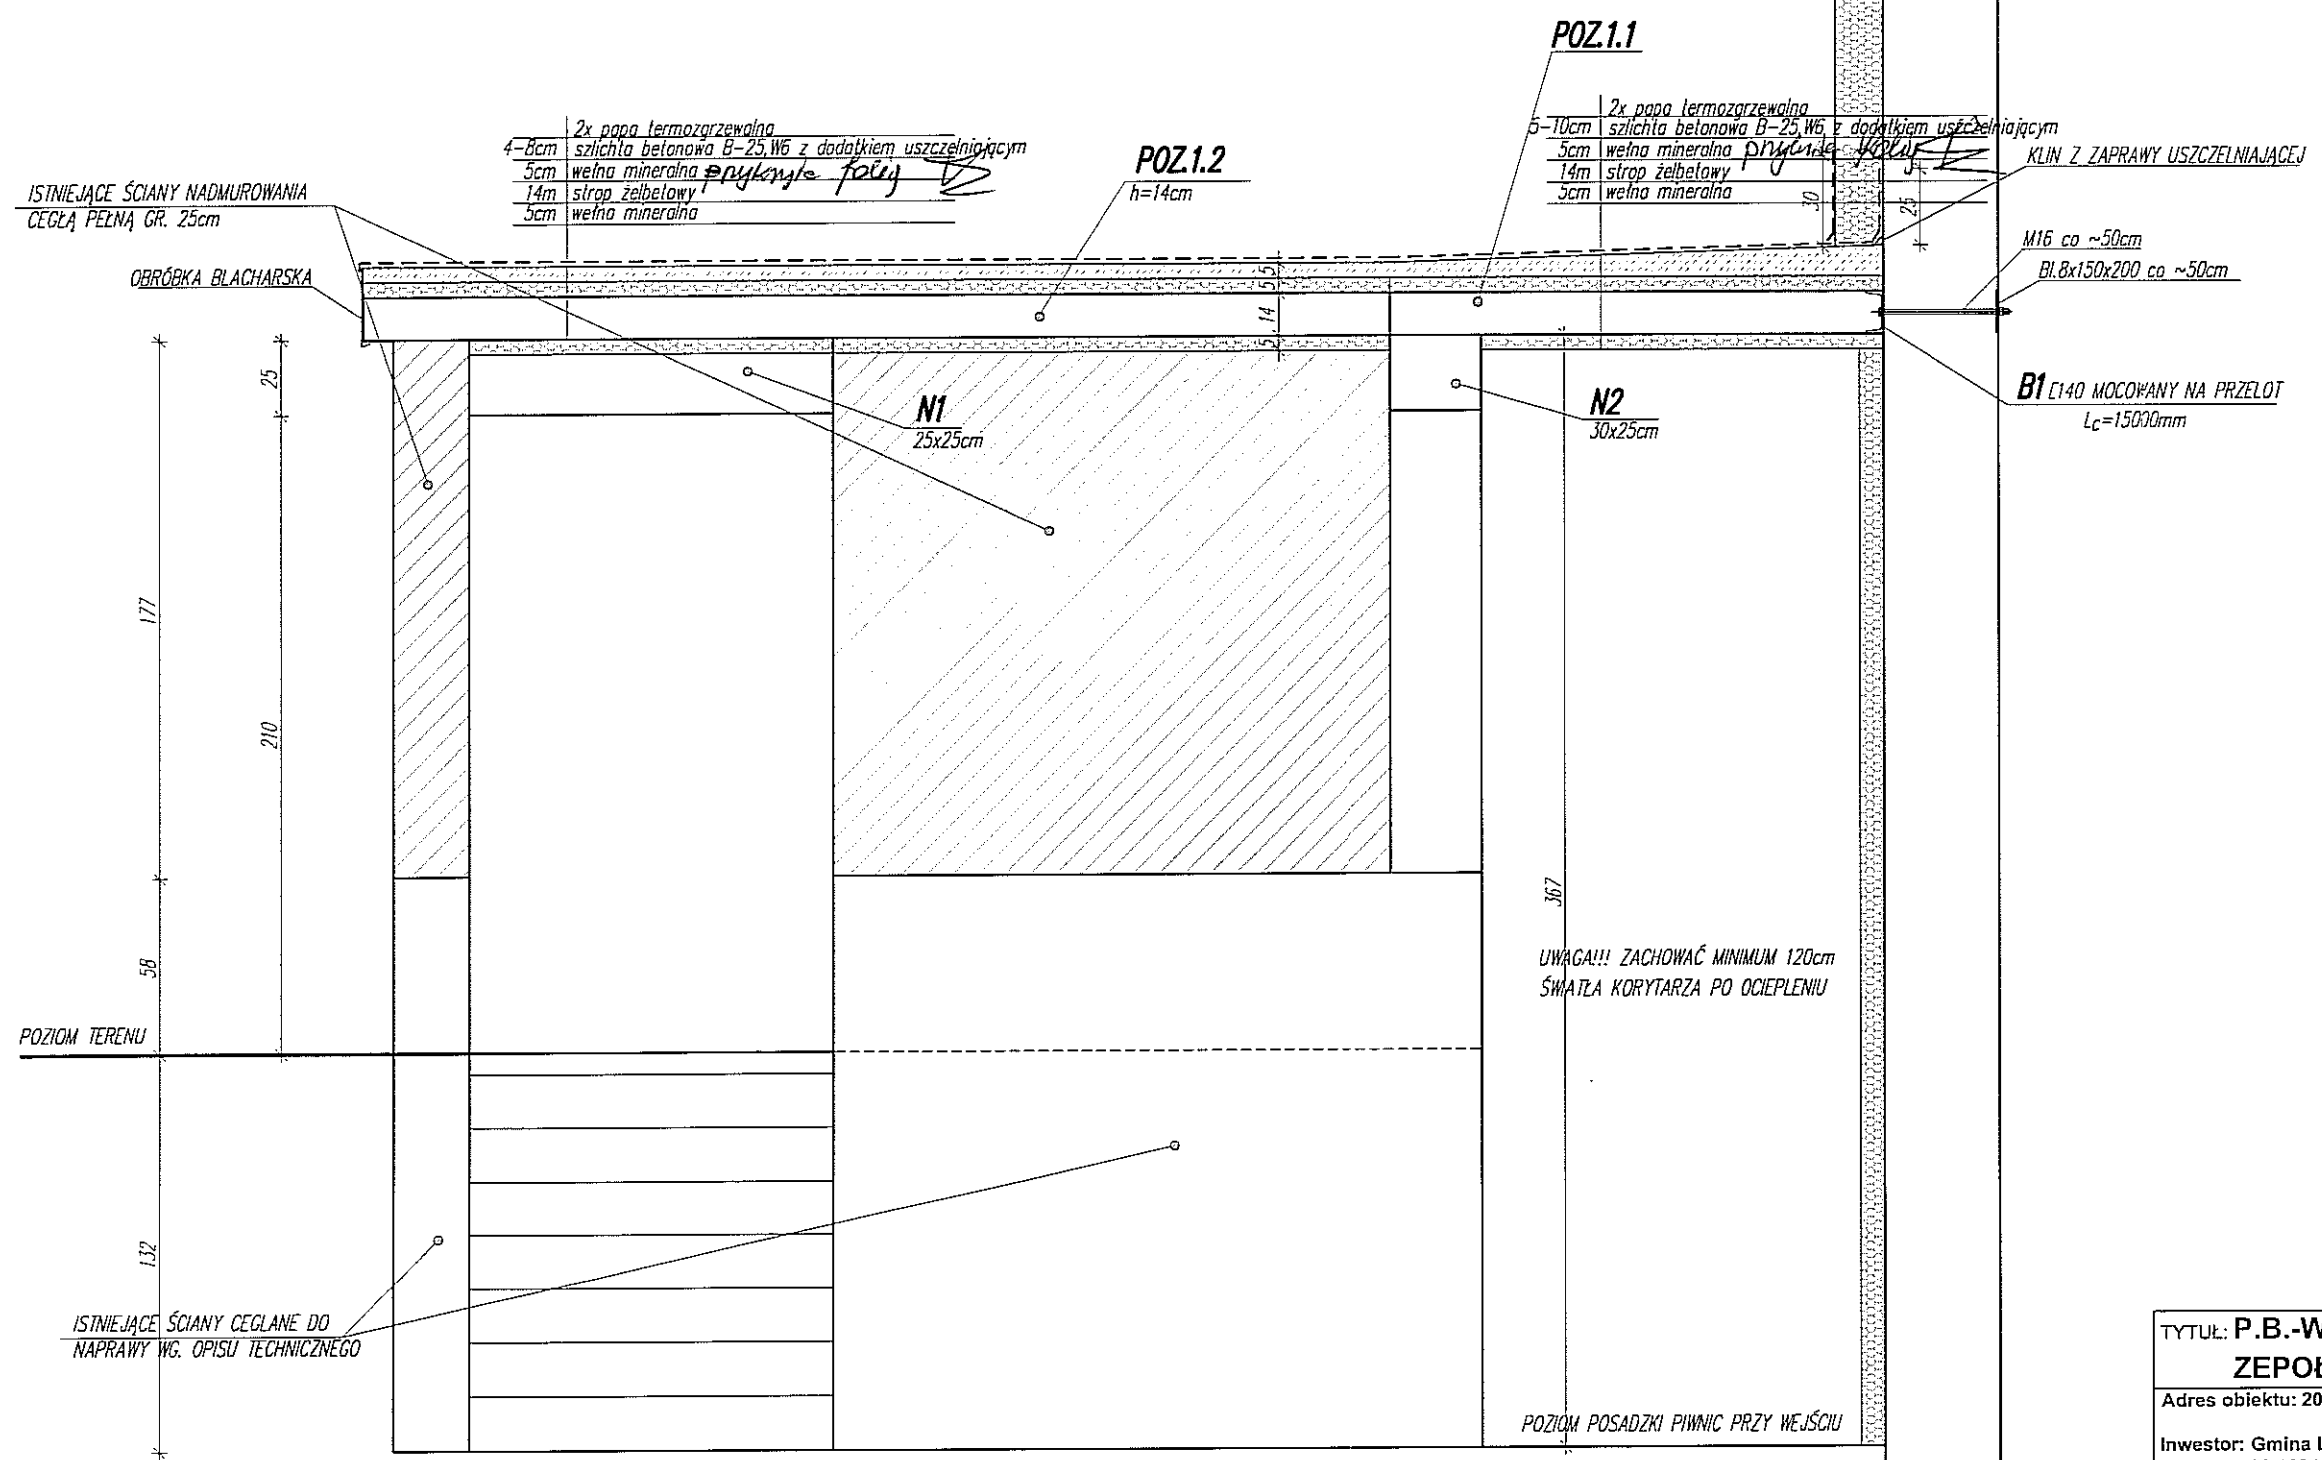 POZ.1.1
2x papa termozgrzewalna
4-8cm szlichta betonowa B-25,W6 z dodatkiem uszczelniającym
5cm wełna mineralna przykryta folią
14m strop żelbetowy
5cm wełna mineralna
POZ.1.2
h=14cm
2x papa termozgrzewalna
5-10cm szlichta betonowa B-25,W6 z dodatkiem uszczelniającym
5cm wełna mineralna
14m strop żelbetowy
5cm wełna mineralna
30
25
KLIN Z ZAPRAWY USZCZELNIAJĄCEJ
ISTNIEJĄCE ŚCIANY NADMUROWANIA
CEGŁĄ PEŁNĄ GR. 25cm
OBRÓBKA BLACHARSKA
M16 co ~50cm
Bl.8x150x200 co ~50cm
5
5
14
5
25
N1
25x25cm
N2
30x25cm
B1 [140 MOCOWANY NA PRZELOT
Lc=15000mm
177
210
367
58
UWAGA!!! ZACHOWAĆ MINIMUM 120cm
ŚWIATŁA KORYTARZA PO OCIEPLENIU
POZIOM TERENU
132
ISTNIEJĄCE ŚCIANY CEGLANE DO
NAPRAWY WG. OPISU TECHNICZNEGO
POZIOM POSADZKI PIWNIC PRZY WEJŚCIU
TYTUŁ: P.B.-W
ZEPOŁ
Adres obiektu: 20
Inwestor: Gmina L